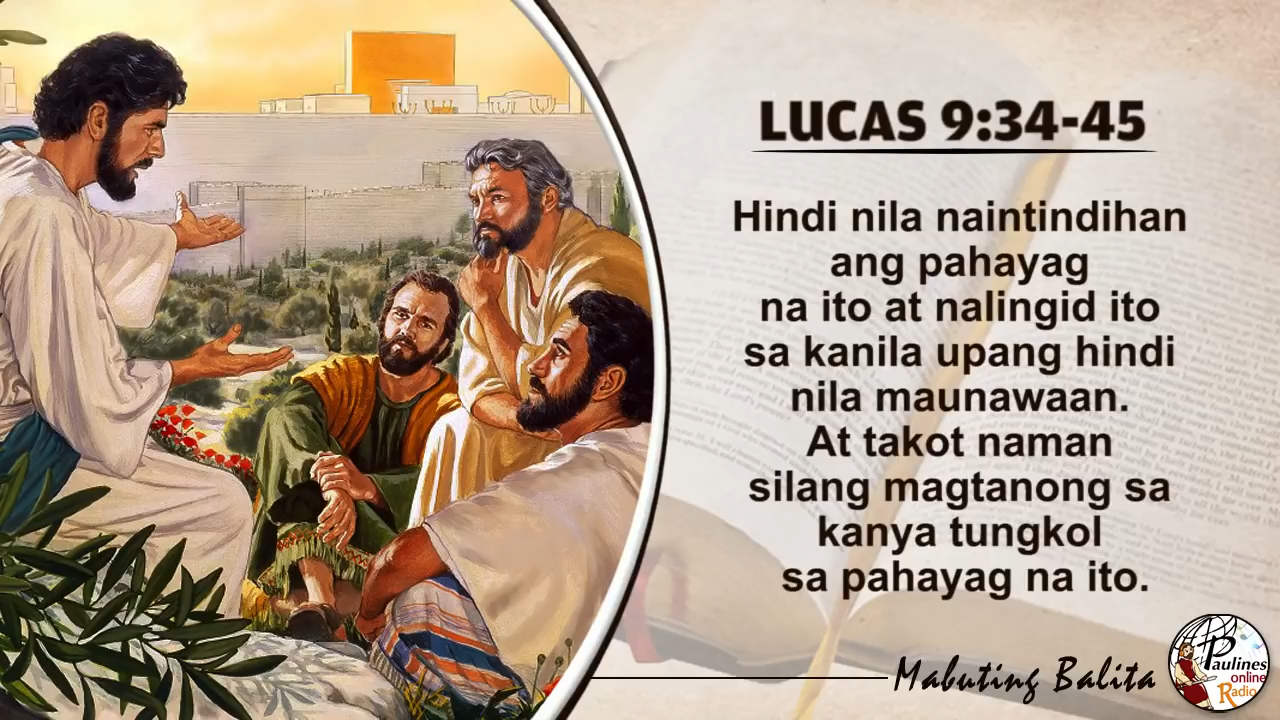 LUCAS 9:34-45
Hindi nila naintindihan
ang pahayag
na ito at nalingid ito
sa kanila upang hindi
nila maunawaan.
At takot naman
silang magtanong sa
kanya tungkol
sa pahayag na ito.
Mabuting Balita
Paulines
online
Radio